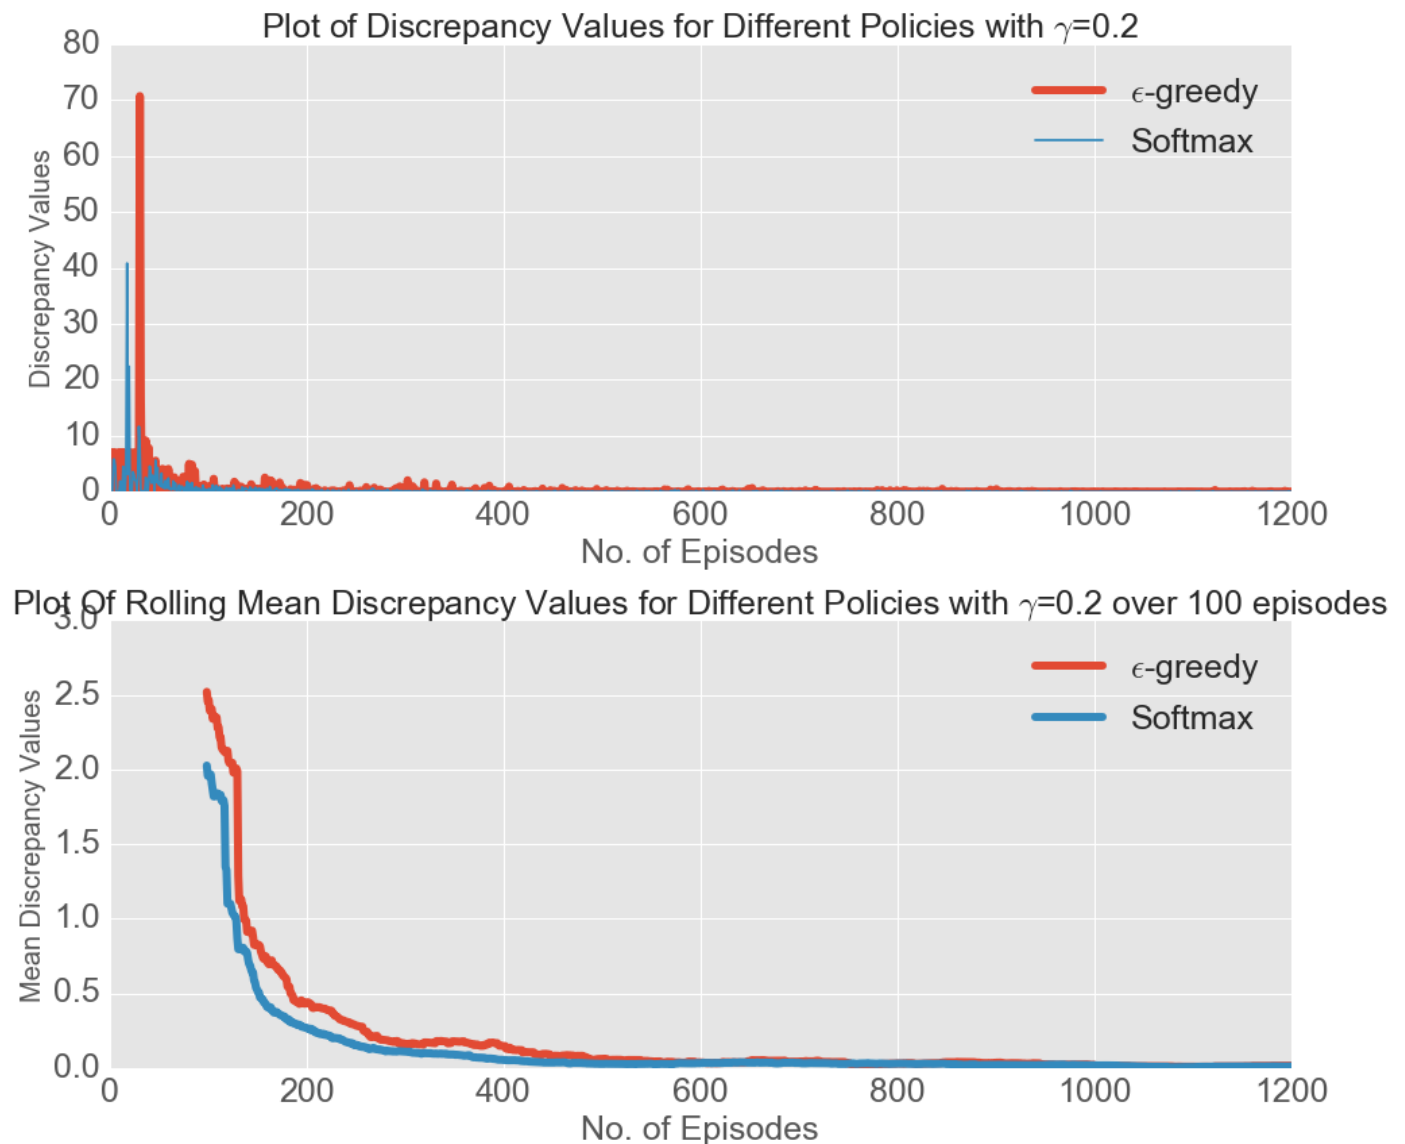 Plot of Discrepancy Values for Different Policies with γ=0.2
80
70
60
50
40
30
20
10
0
Discrepancy Values
ϵ-greedy
Softmax
0 200 400 600 800 1000 1200
No. of Episodes
Plot Of Rolling Mean Discrepancy Values for Different Policies with γ=0.2 over 100 episodes
3.0
2.5
2.0
1.5
1.0
0.5
0.0
Mean Discrepancy Values
ϵ-greedy
Softmax
0 200 400 600 800 1000 1200
No. of Episodes